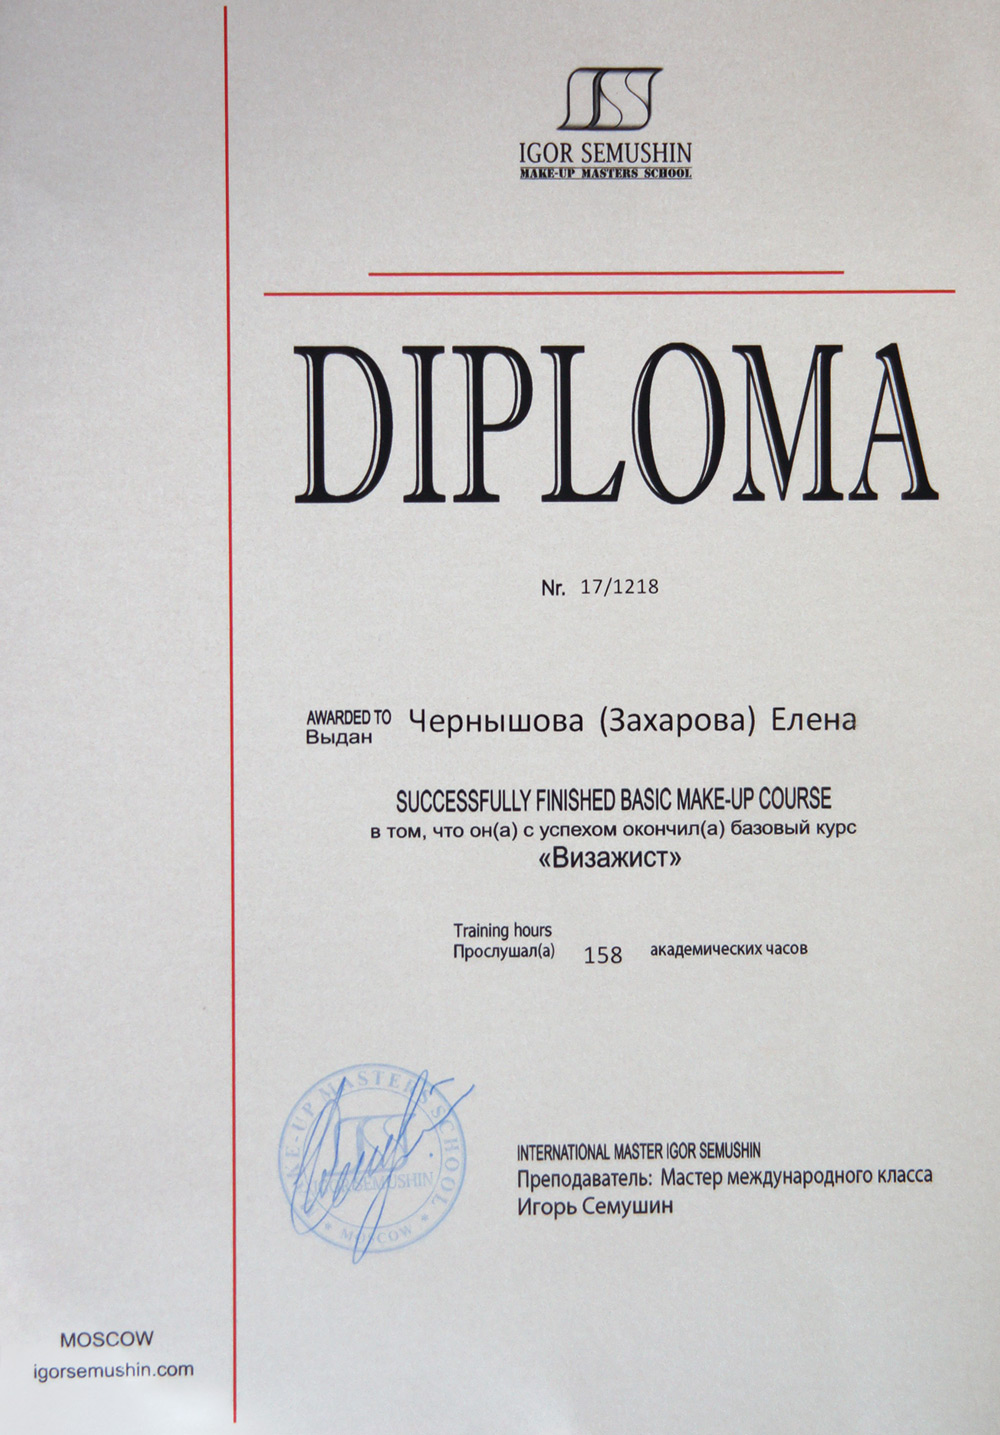 IGOR SEMUSHIN
MAKE-UP MASTERS SCHOOL
DIPLOMA
Nr. 17/1218
AWARDED TO
Выдан
Чернышова (Захарова) Елена
SUCCESSFULLY FINISHED BASIC MAKE-UP COURSE
в том, что он(а) с успехом окончил(а) базовый курс
«Визажист»
Training hours
Прослушал(а) 158 академических часов
MAKE-UP MASTERS SCHOOL
IGOR SEMUSHIN
MOSCOW
INTERNATIONAL MASTER IGOR SEMUSHIN
Преподаватель: Мастер международного класса
Игорь Семушин
MOSCOW
igorsemushin.com